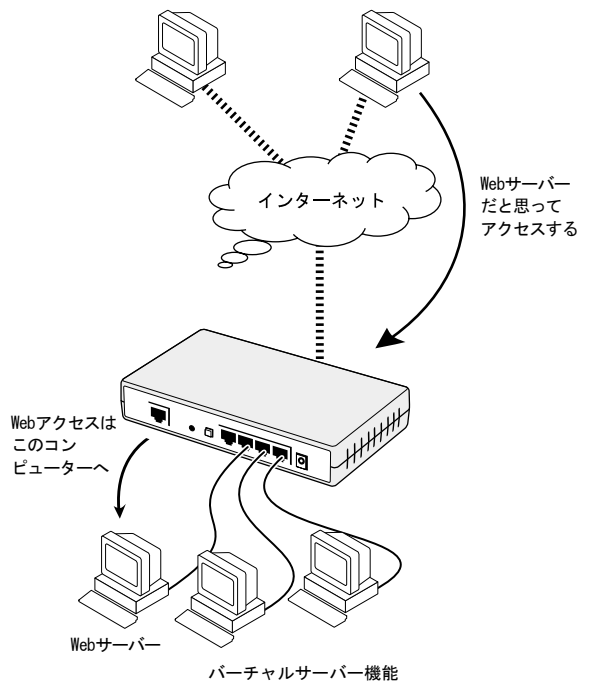 インターネット
Webサーバー
だと思って
アクセスする
Webアクセスは
このコン
ピューターへ
Webサーバー
バーチャルサーバー機能